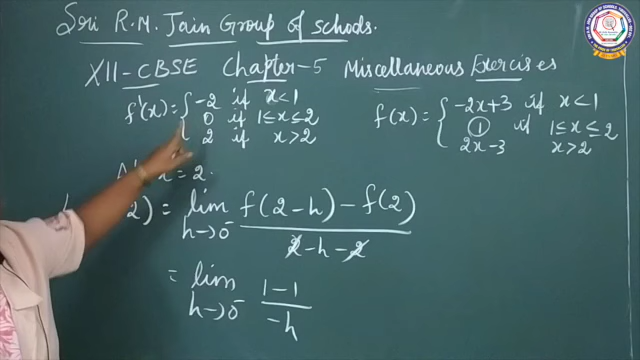 Sri R.M. Jain Group of schools.
XII-CBSE Chapter-5 Miscellaneous Exercises
f'(x) = { -2 if x<1
0 if 1≤x≤2
2 if x>2
f(x) = { -2x+3 if x<1
1 if 1≤x≤2
2x-3 x>2
x = 2.
2) = lim h→0⁻ f(2-h) - f(2) / 2-h-2
= lim h→0⁻ 1-1 / -h